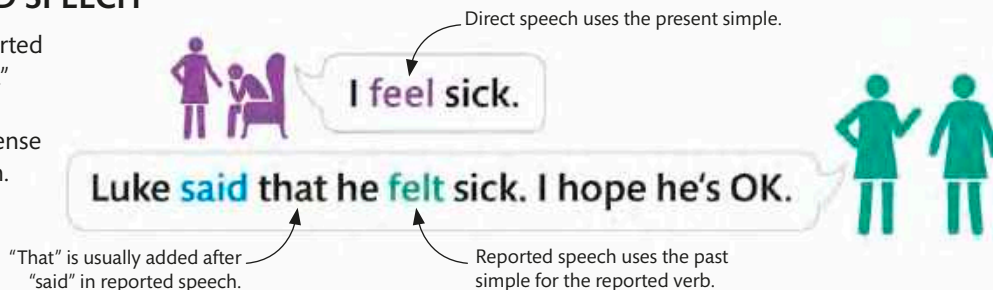 D SPEECH
Direct speech uses the present simple.
rted
"
ense
n.
I feel sick.
Luke said that he felt sick. I hope he's OK.
"That" is usually added after
"said" in reported speech.
Reported speech uses the past
simple for the reported verb.